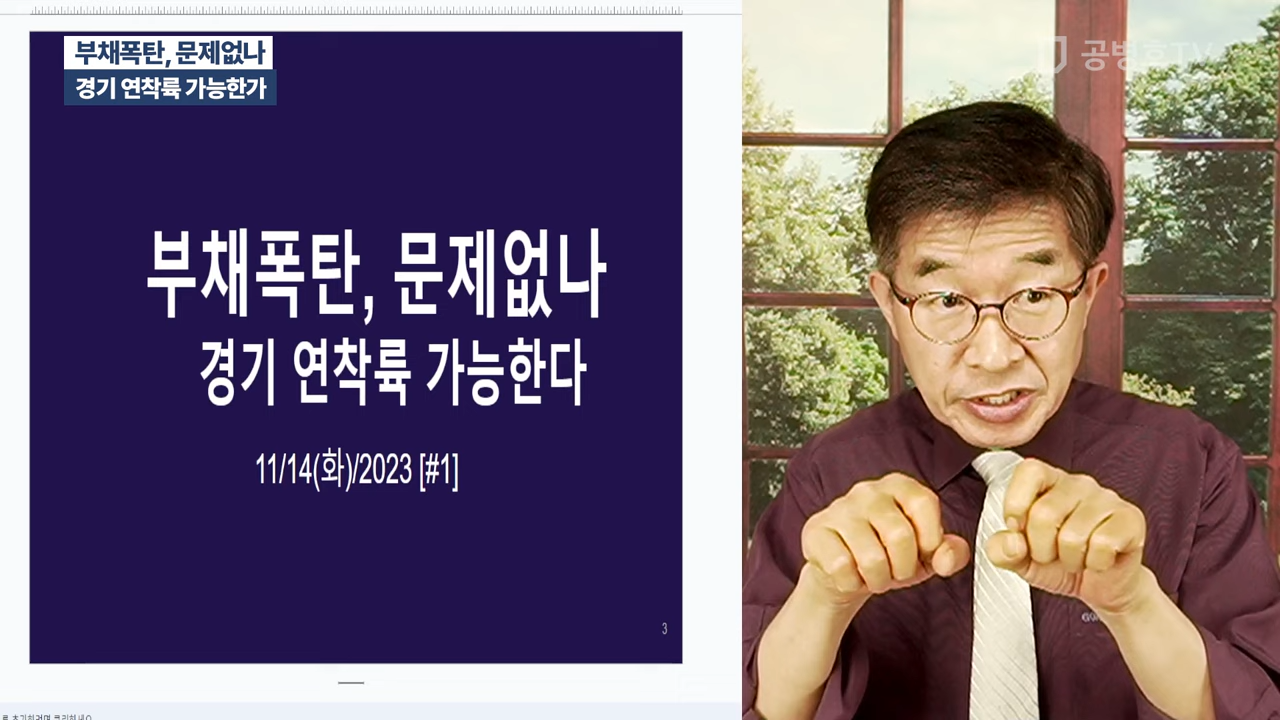 부채폭탄, 문제없나
경기 연착륙 가능한가
공병호TV
부채폭탄, 문제없나
경기 연착륙 가능한다
11/14(화)/2023 [#1]
3